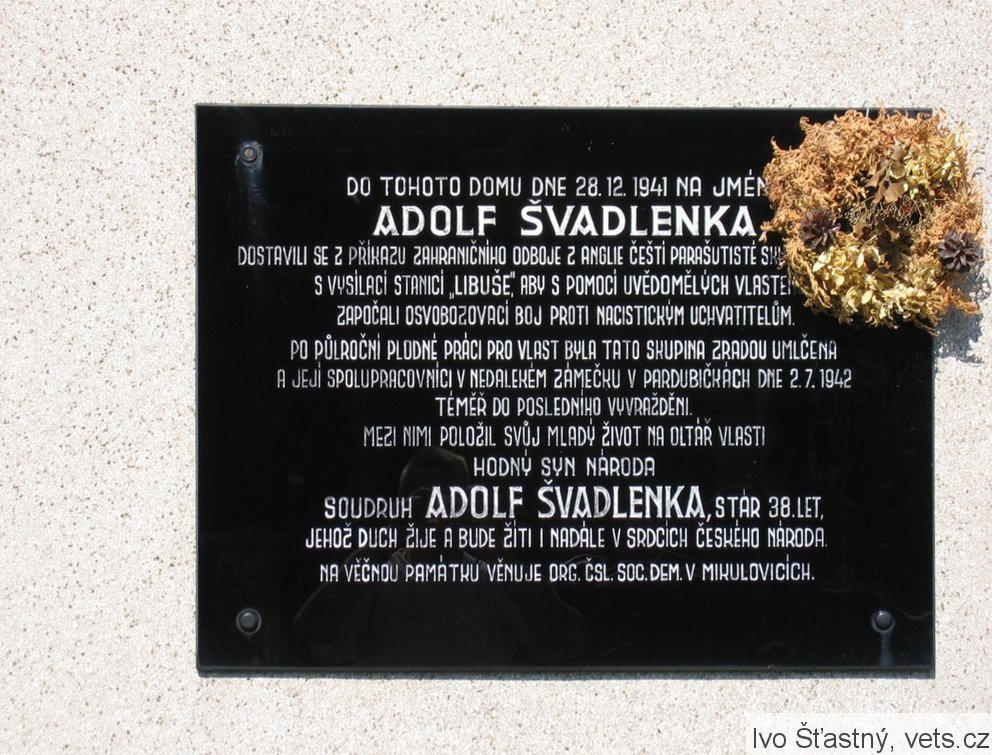 DO TOHOTO DOMU DNE 28.12.1941 NA JMÉN
ADOLF ŠVADLENKA,
DOSTAVILI SE Z PŘÍKAZU ZAHRANIČNÍHO ODBOJE Z ANGLIE ČEŠTÍ PARAŠUTISTÉ
S VYSÍLACÍ STANICÍ „LIBUŠE“, ABY S POMOCÍ UVĚDOMĚLÝCH
ZAPOČALI OSVOBOZOVACÍ BOJ PROTI NACISTICKÝM UCHVATITELŮM.
PO PŮLROČNÍ PLODNÉ PRÁCI PRO VLAST BYLA TATO SKUPINA ZRADOU UMLČENA
A JEJÍ SPOLUPRACOVNÍCI V NEDALEKÉM ZÁMEČKU V PARDUBIČKÁCH DNE 2.7.1942
TÉMĚŘ DO POSLEDNÍHO VYVRAŽDĚNI.
MEZI NIMI POLOŽIL SVŮJ MLADÝ ŽIVOT NA OLTÁŘ VLASTI
HODNÝ SYN NÁRODA
SOUDRUH ADOLF ŠVADLENKA, STÁR 38.LET,
JEHOŽ DUCH ŽIJE A BUDE ŽÍTI I NADÁLE V SRDCÍCH ČESKÉHO NÁRODA.
NA VĚČNOU PAMÁTKU VĚNUJE ORG. ČSL. SOC. DEM. V MIKULOVICÍCH.
Ivo Šťastný, vets.cz